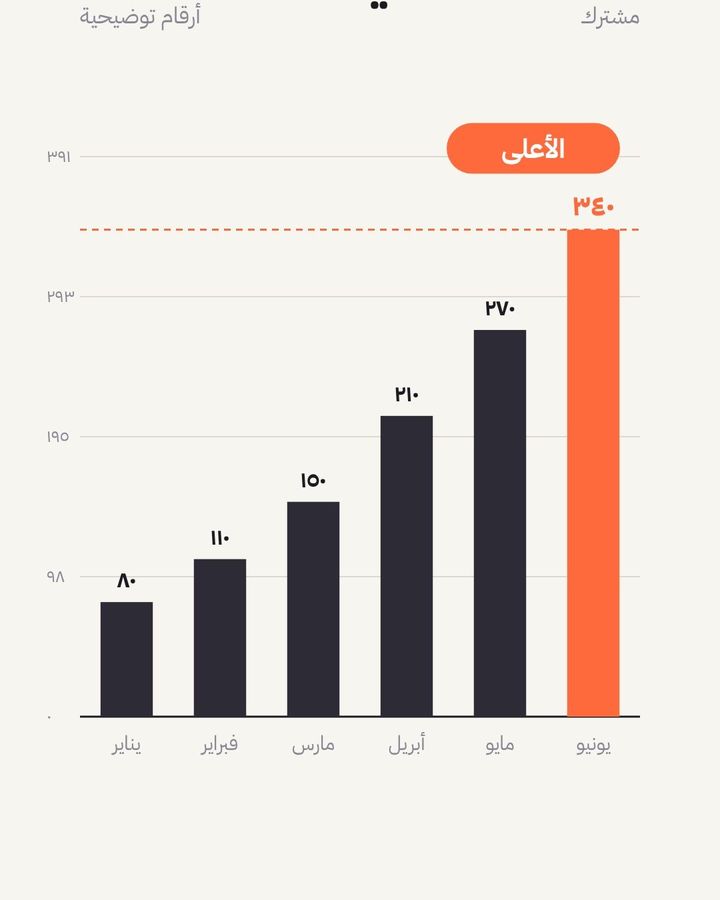 مشترك
أرقام توضيحية
الأعلى
٣٩١
٣٤٠
٢٩٣
٢٧٠
٢١٠
١٩٥
١٥٠
١١٠
٩٨
٨٠
٠
يناير فبراير مارس أبريل مايو يونيو